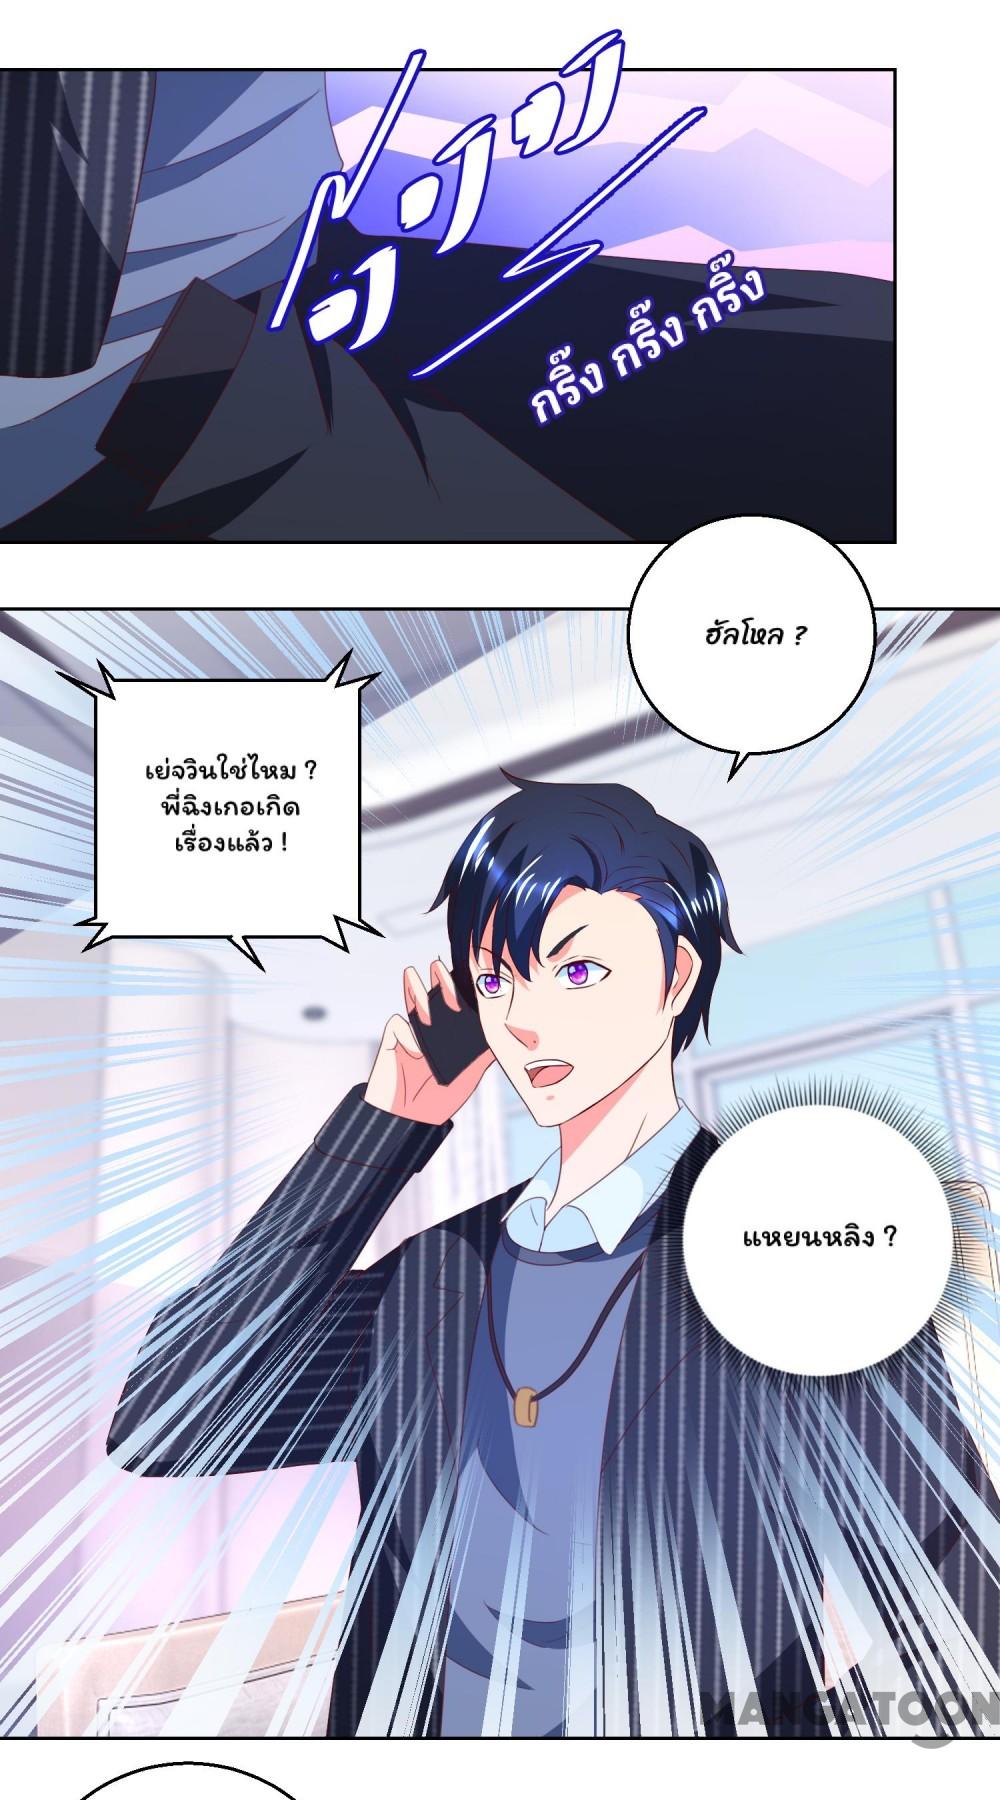 กริ๊ง กริ๊ง กริ๊ง
ฮัลโหล ?
เย่จวินใช่ไหม ?
พี่ฉิงเกอเกิด
เรื่องแล้ว !
แหยนหลิง ?
MANGATOON